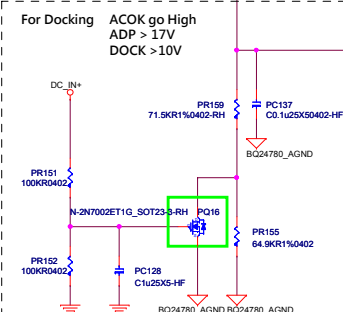 For Docking
ACOK go High
ADP > 17V
DOCK >10V
DC_IN+
PR159
71.5KR1%0402-RH
PC137
C0.1u25X50402-HF
BQ24780_AGND
PR151
100KR0402
N-2N7002ET1G_SOT23-3-RH
PQ16
PR155
64.9KR1%0402
PR152
100KR0402
PC128
C1u25X5-HF
BQ24780_AGND
BQ24780_AGND